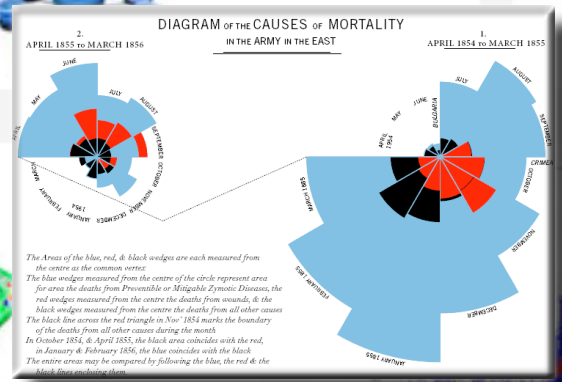 DIAGRAM OF THE CAUSES OF MORTALITY
IN THE ARMY IN THE EAST
2.
APRIL 1855 TO MARCH 1856
1.
APRIL 1854 TO MARCH 1855
APRIL
MAY
JUNE
JULY
AUGUST
SEPTEMBER
OCTOBER
NOVEMBER
DECEMBER
JANUARY
1954
FEBRUARY
MARCH
APRIL
1954
MAY
JUNE
BULGARIA
JULY
AUGUST
SEPTEMBER
CRIMEA
OCTOBER
NOVEMBER
DECEMBER
JANUARY 1855
FEBRUARY 1855
MARCH 1885
The Areas of the blue, red, & black wedges are each measured from
the centre as the common vertex
The blue wedges measured from the centre of the circle represent area
for area the deaths from Preventible or Mitigable Zymotic Diseases, the
red wedges measured from the centre the deaths from wounds, & the
black wedges measured from the centre the deaths from all other causes
The black line across the red triangle in Nov' 1854 marks the boundary
of the deaths from all other causes during the month
In October 1854, & April 1855, the black area coincides with the red,
in January & February 1856, the blue coincides with the black
The entire areas may be compared by following the blue, the red & the
black lines enclosing them.